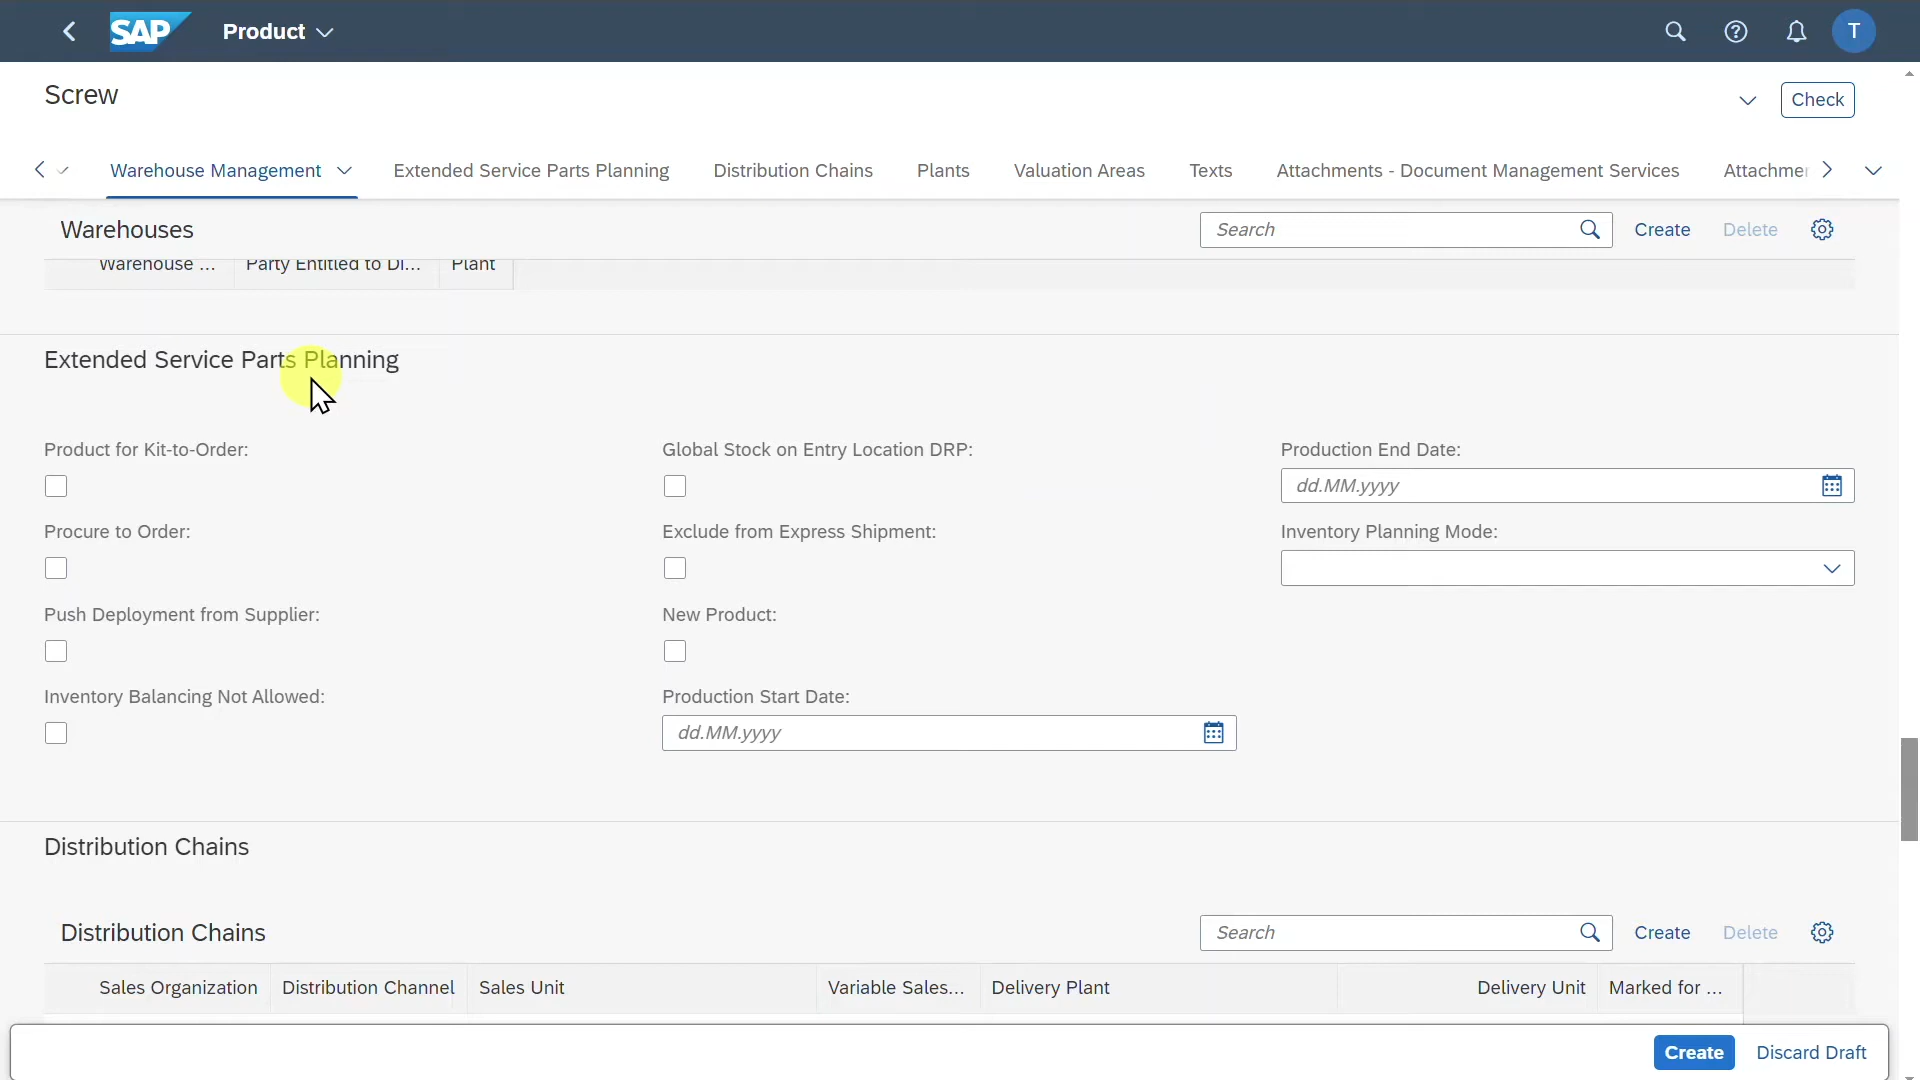 SAP Product
T
Screw
Check
Warehouse Management Extended Service Parts Planning Distribution Chains Plants Valuation Areas Texts Attachments - Document Management Services Attachme
Warehouses
Search Create Delete
Warehouse ... Party Entitled to Di... Plant
Extended Service Parts Planning
Product for Kit-to-Order: Global Stock on Entry Location DRP: Production End Date:
dd.MM.yyyy
Procure to Order: Exclude from Express Shipment: Inventory Planning Mode:
Push Deployment from Supplier: New Product:
Inventory Balancing Not Allowed: Production Start Date:
dd.MM.yyyy
Distribution Chains
Distribution Chains
Search Create Delete
Sales Organization Distribution Channel Sales Unit Variable Sales... Delivery Plant Delivery Unit Marked for ...
Create Discard Draft